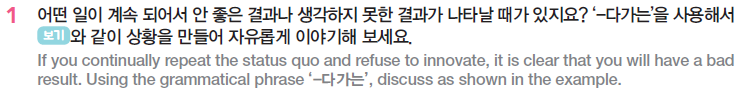 1 어떤 일이 계속 되어서 안 좋은 결과나 생각하지 못한 결과가 나타날 때가 있지요? ‘–다가는’을 사용해서
보기와 같이 상황을 만들어 자유롭게 이야기해 보세요.
If you continually repeat the status quo and refuse to innovate, it is clear that you will have a bad
result. Using the grammatical phrase ‘–다가는’, discuss as shown in the example.